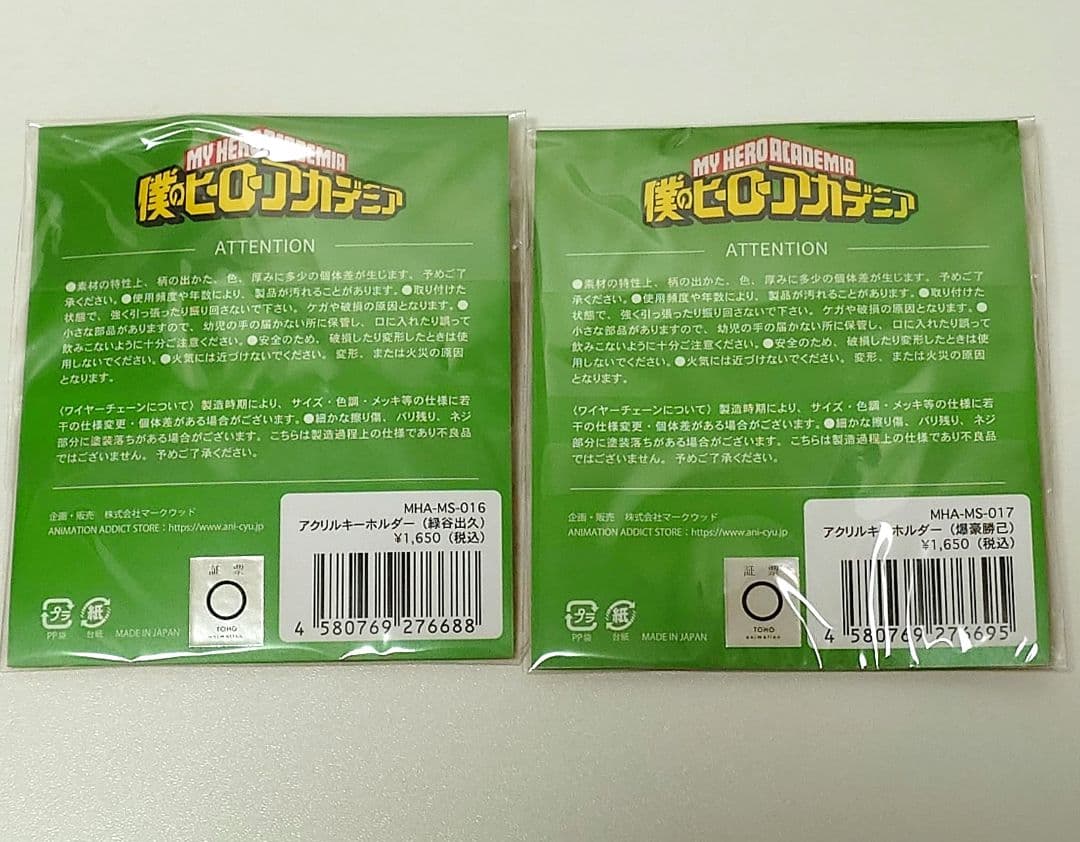 MY HERO ACADEMIA
僕のヒーローアカデミア
ATTENTION
●素材の特性上、柄の出かた、色、厚みに多少の個体差が生じます。予めご了
承ください。●使用頻度や年数により、製品が汚れることがあります。●取り付けた
状態で、強く引っ張ったり振り回さないで下さい。ケガや破損の原因となります。●
小さな部品がありますので、幼児の手の届かない所に保管し、口に入れたり誤って
飲みこないように十分ご注意ください。●安全のため、破損したり変形したときは使
用しないでください。●火気には近づけないでください。変形、または火災の原因
となります。
〈ワイヤーチェーンについて〉製造時期により、サイズ・色調・メッキ等の仕様に若
干の仕様変更・個体差がある場合がございます。●細かな擦り傷、バリ残り、ネジ
部分に塗装落ちがある場合がございます。こちらは製造過程上の仕様であり不良品
ではございません。予めご了承ください。
企画・販売 株式会社マークウッド
ANIMATION ADDICT STORE：https://www.ani-cyu.jp
MHA-MS-016
アクリルキーホルダー（緑谷出久）
¥1,650（税込）
4 580769 276688
証 票
TOHO
animation
プラ
PP袋
紙
台紙
MADE IN JAPAN
MY HERO ACADEMIA
僕のヒーローアカデミア
ATTENTION
●素材の特性上、柄の出かた、色、厚みに多少の個体差が生じます。予めご了
承ください。●使用頻度や年数により、製品が汚れることがあります。●取り付けた
状態で、強く引っ張ったり振り回さないで下さい。ケガや破損の原因となります。●
小さな部品がありますので、幼児の手の届かない所に保管し、口に入れたり誤って
飲みこないように十分ご注意ください。●安全のため、破損したり変形したときは使
用しないでください。●火気には近づけないでください。変形、または火災の原因
となります。
〈ワイヤーチェーンについて〉製造時期により、サイズ・色調・メッキ等の仕様に若
干の仕様変更・個体差がある場合がございます。●細かな擦り傷、バリ残り、ネジ
部分に塗装落ちがある場合がございます。こちらは製造過程上の仕様であり不良品
ではございません。予めご了承ください。
企画・販売 株式会社マークウッド
ANIMATION ADDICT STORE：https://www.ani-cyu.jp
MHA-MS-017
アクリルキーホルダー（爆豪勝己）
¥1,650（税込）
4 580769 276695
証 票
TOHO
animation
プラ
PP袋
紙
台紙
MADE IN JAPAN